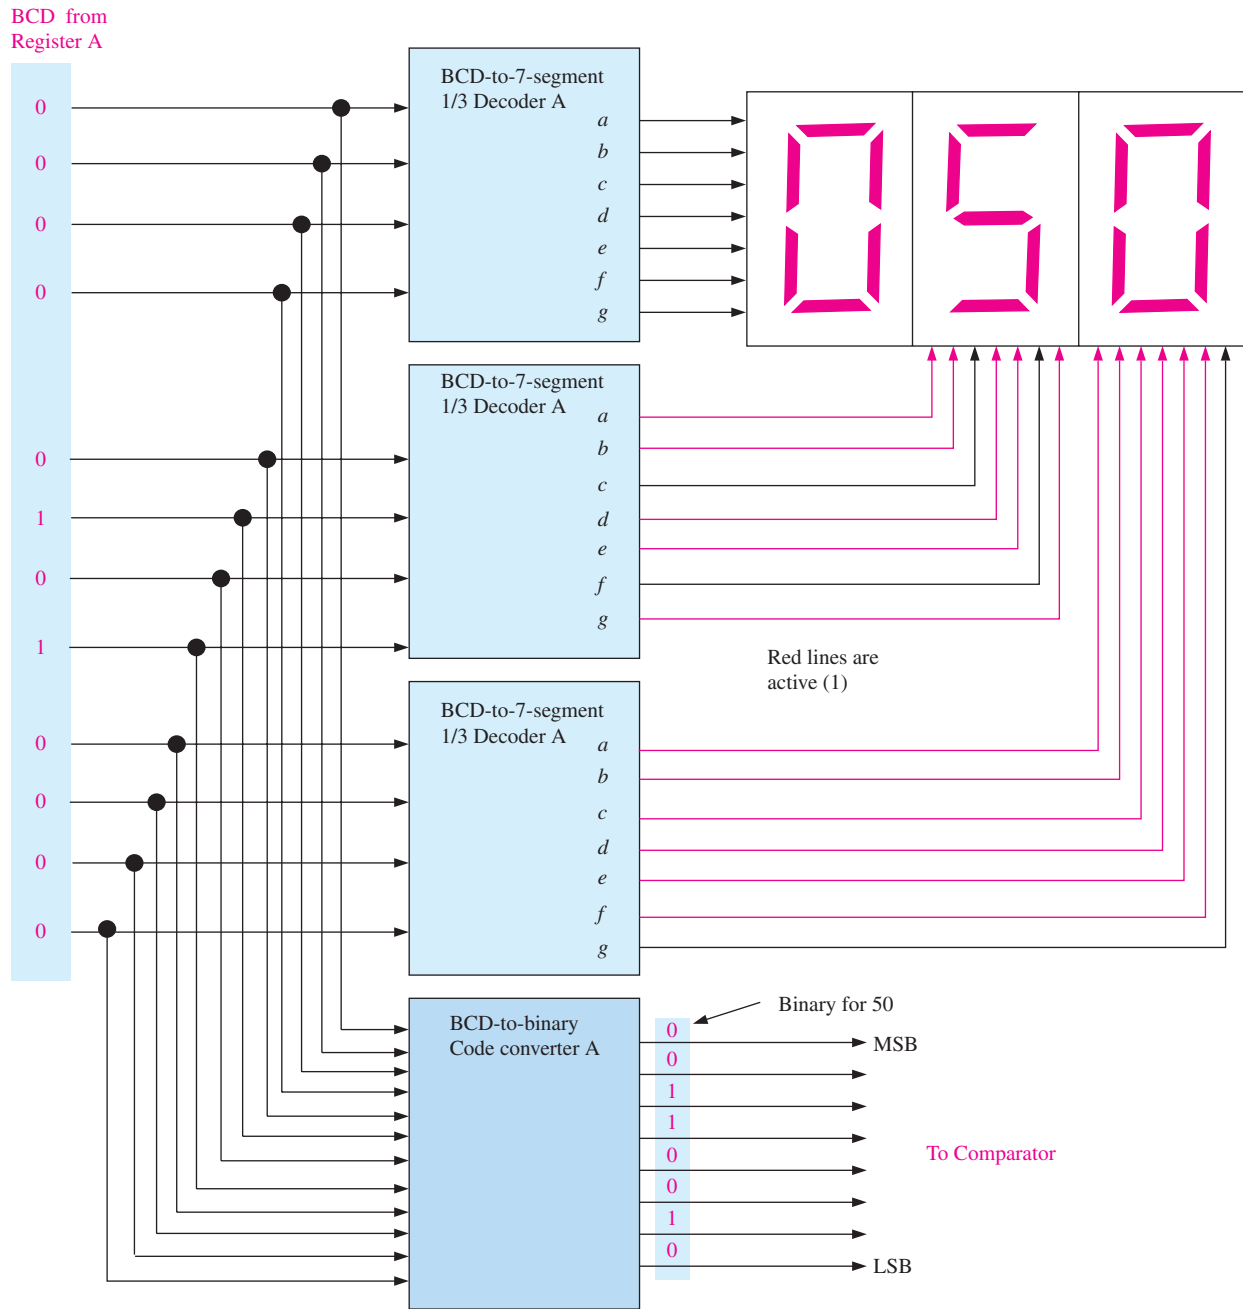 BCD from
Register A
0
0
0
0
0
1
0
1
0
0
0
0
BCD-to-7-segment
1/3 Decoder A
a
b
c
d
e
f
g
050
BCD-to-7-segment
1/3 Decoder A
a
b
c
d
e
f
g
Red lines are
active (1)
BCD-to-7-segment
1/3 Decoder A
a
b
c
d
e
f
g
BCD-to-binary
Code converter A
Binary for 50
0
0
1
1
0
0
1
0
MSB
To Comparator
LSB